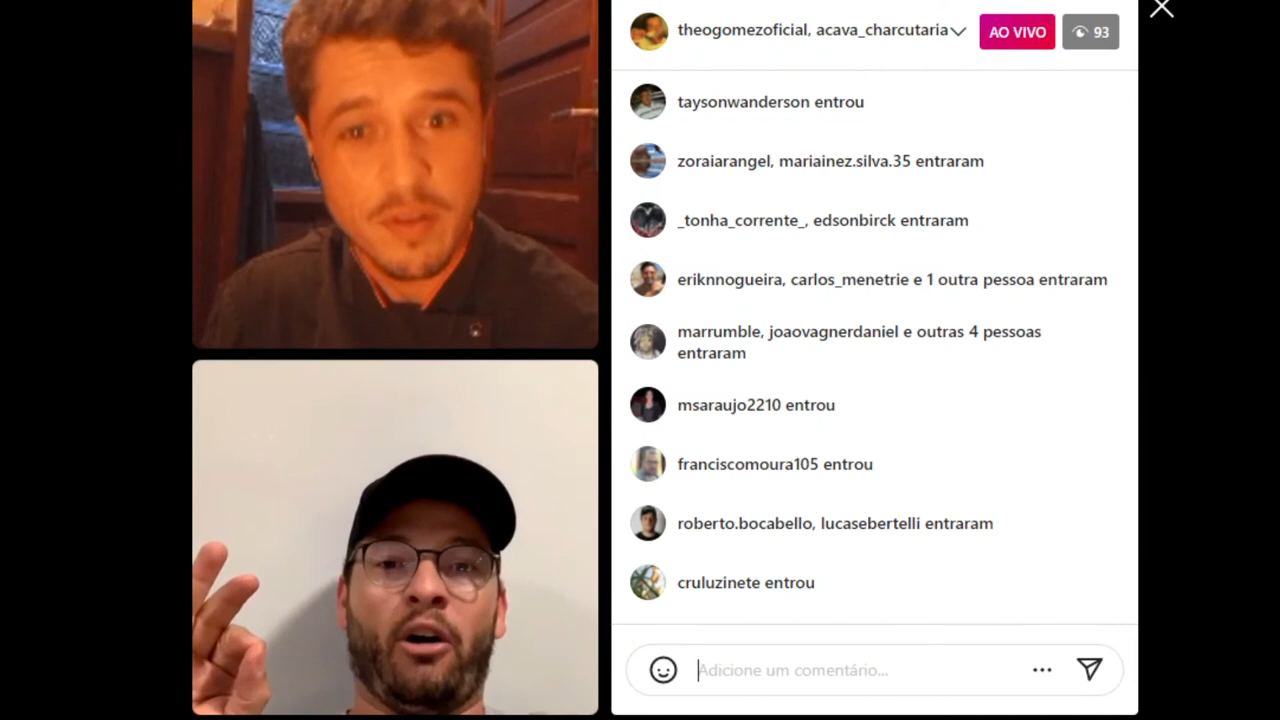 theogomezoficial, acava_charcutaria
AO VIVO
93
taysonwanderson entrou
zoraiarangel, mariainez.silva.35 entraram
_tonha_corrente_, edsonbirck entraram
eriknnogueira, carlos_menetrie e 1 outra pessoa entraram
marrumble, joaovagnerdaniel e outras 4 pessoas
entraram
msaraujo2210 entrou
franciscomoura105 entrou
roberto.bocabello, lucasebertelli entraram
cruluzinete entrou
Adicione um comentário...